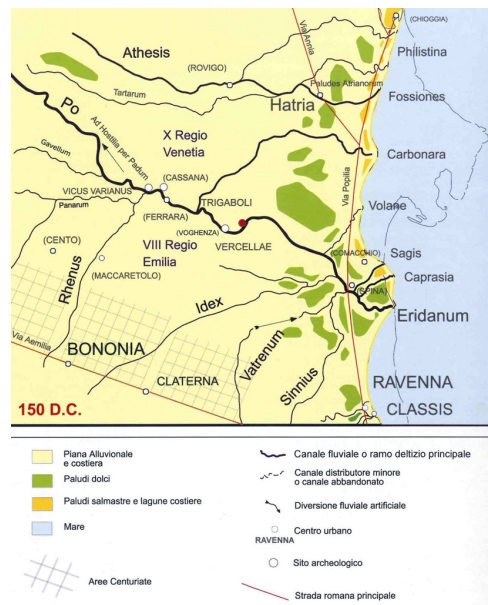 (CHIOGGIA)
Via Annia
Athesis
Philistina
(ROVIGO)
Paludes Atrianorum
Tartarum
Hatria
Fossiones
Po
Ad Hostilia per Padum
X Regio
Venetia
Gavellum
Carbonara
(CASSANA)
VICUS VARIANUS
TRIGABOLI
Via Popilia
Volane
Panarum
(FERRARA)
(VOGHENZA)
VERCELLAE
(CENTO)
VIII Regio
Emilia
(COMACCHIO)
Sagis
(MACCARETOLO)
Rhenus
Caprasia
(SPINA)
Idex
Eridanum
Via Aemilia
Vatrenum
BONONIA
Sinnius
RAVENNA
CLATERNA
CLASSIS
150 D.C.
Piana Alluvionale
e costiera
Paludi dolci
Paludi salmastre e lagune costiere
Mare
Aree Centuriate
Canale fluviale o ramo deltizio principale
Canale distributore minore
o canale abbandonato
Diversione fluviale artificiale
Centro urbano
RAVENNA
Sito archeologico
Strada romana principale